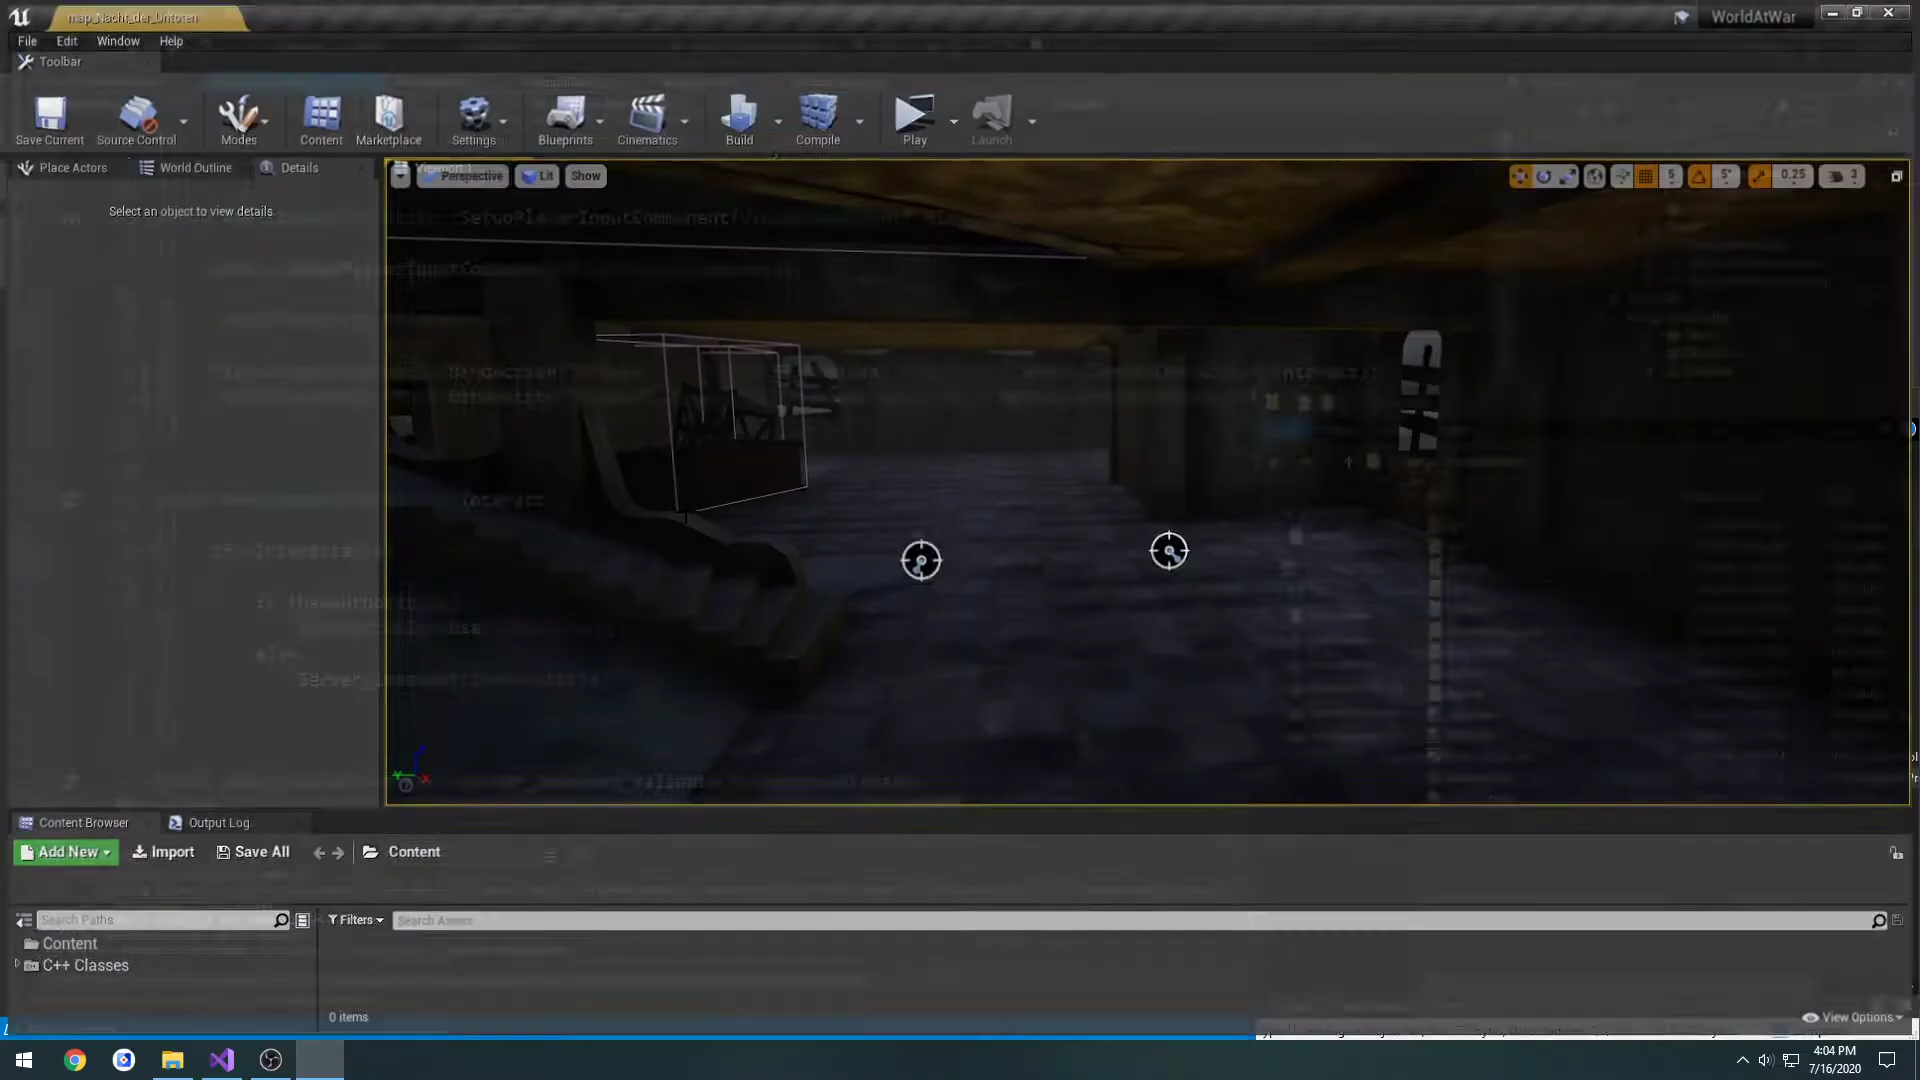 map_Nacht_der_Untoten
WorldAtWar
File Edit Window Help
Toolbar
Save Current Source Control Modes Content Marketplace Settings Blueprints Cinematics Build Compile Play Launch
Place Actors World Outline Details
Viewport 1
Perspective Lit Show 5 5° 0.25 3
Select an object to view details.
Content Browser Output Log
Add New Import Save All Content
Search Paths Filters Search Assets
Content
C++ Classes
0 items View Options
4:04 PM
7/16/2020